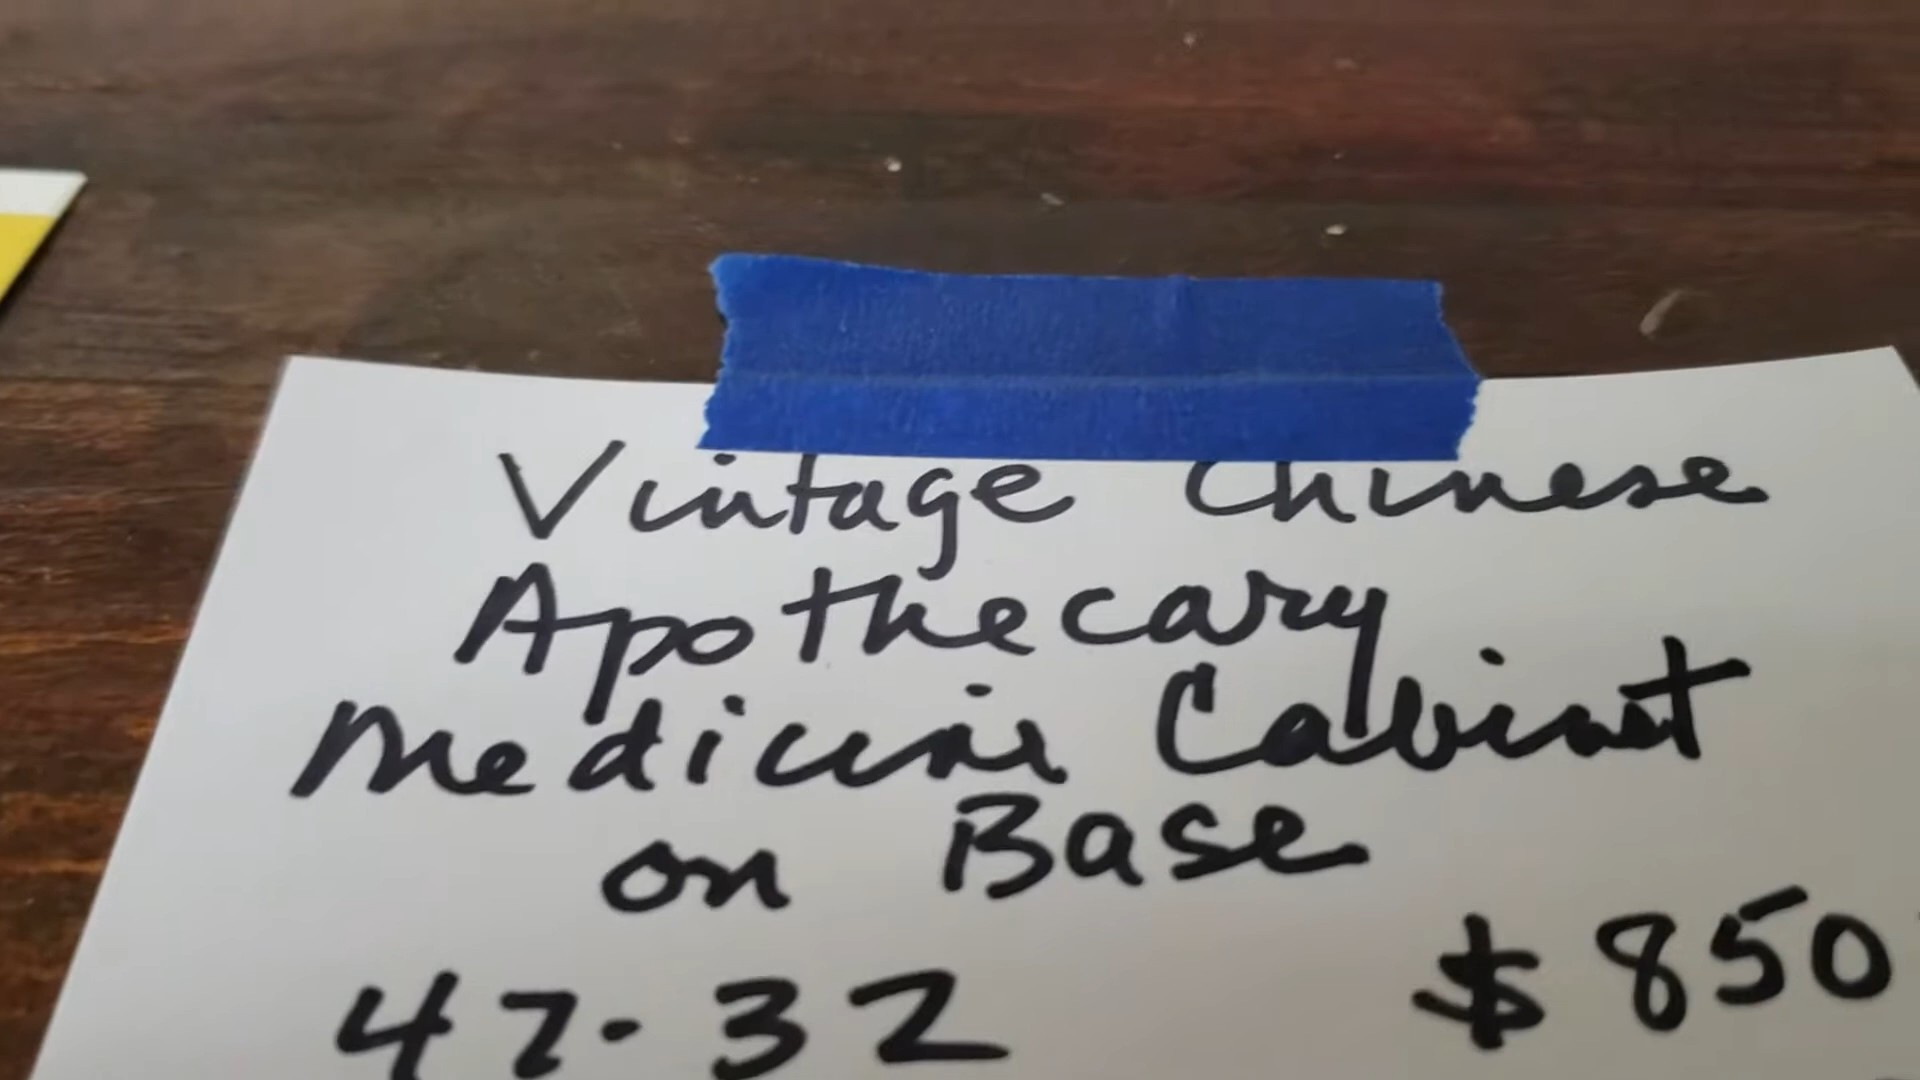 Vintage Chinese
Apothecary
Medicine Cabinet
on Base
47-32 $850